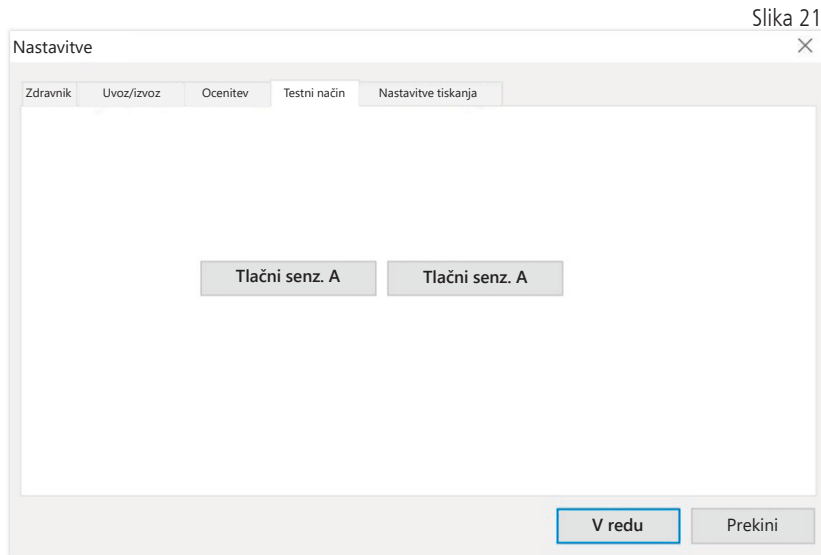 Slika 21
Nastavitve
Zdravnik Uvoz/izvoz Ocenitev Testni način Nastavitve tiskanja
Tlačni senz. A Tlačni senz. A
V redu Prekini